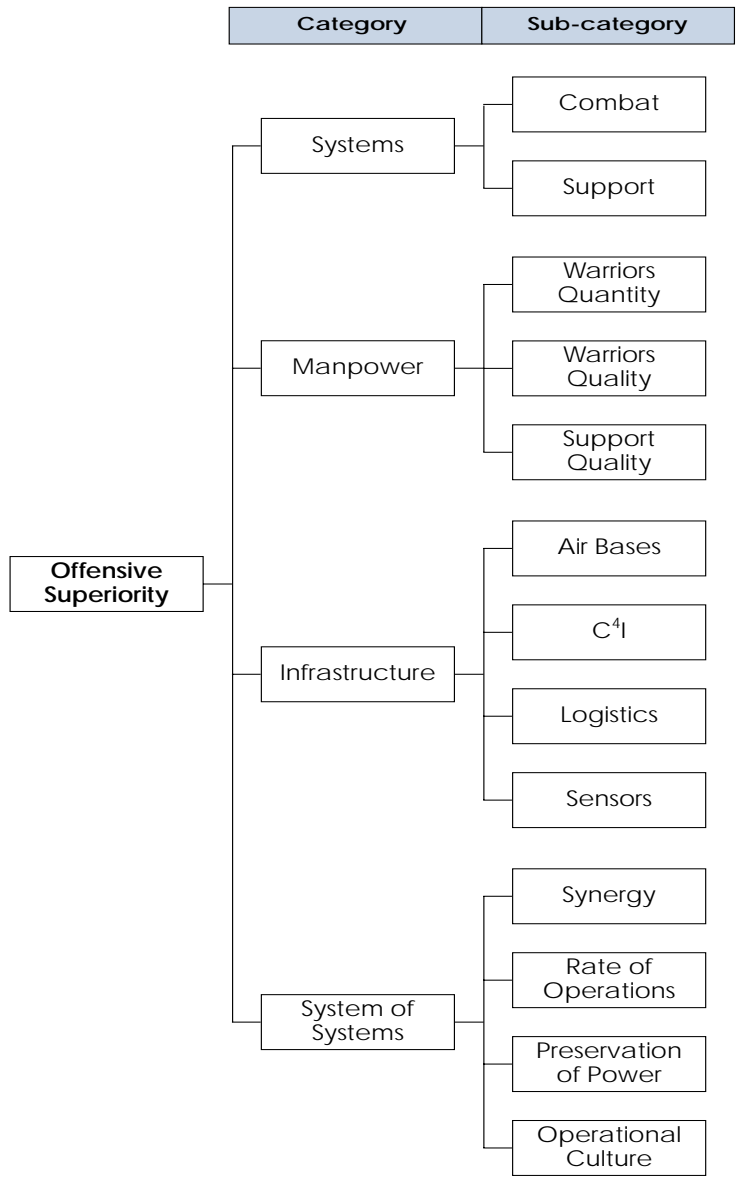 Category Sub-category
Combat
Systems
Support
Warriors
Quantity
Manpower
Warriors
Quality
Support
Quality
Air Bases
Offensive
Superiority
C⁴I
Infrastructure
Logistics
Sensors
Synergy
Rate of
Operations
System of
Systems
Preservation
of Power
Operational
Culture